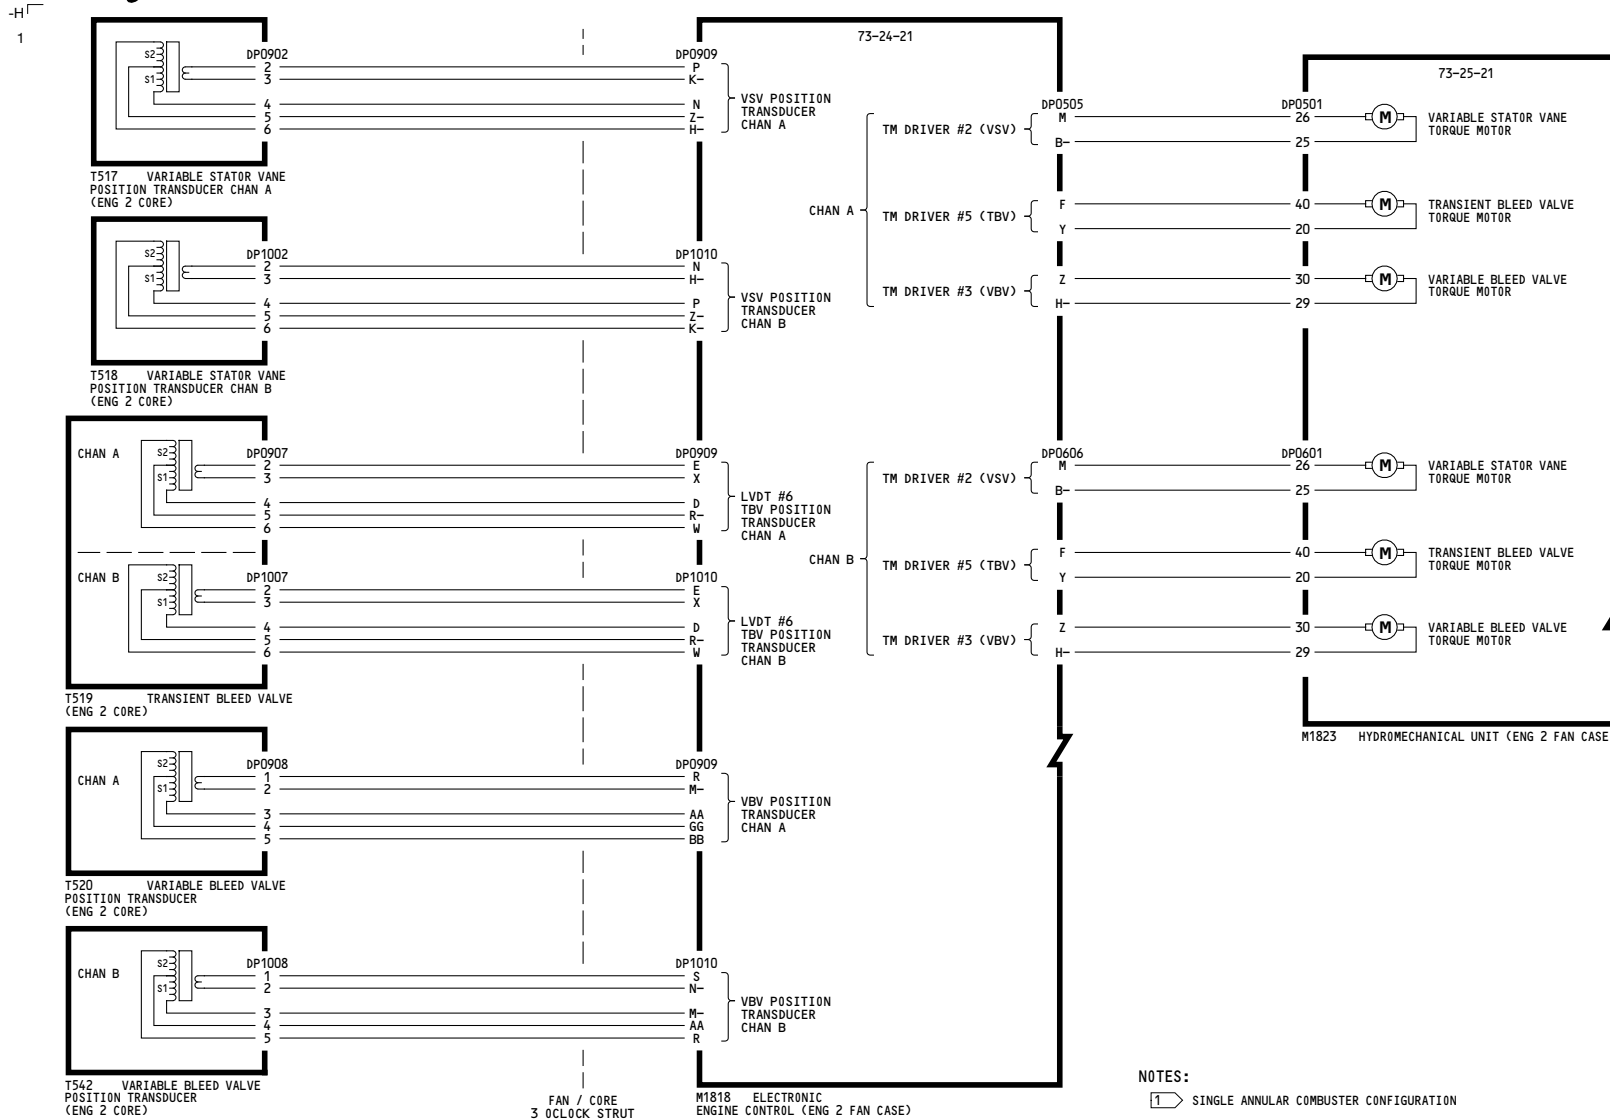 -H
1
S2
S1
DP0902
2
3
4
5
6
T517 VARIABLE STATOR VANE
POSITION TRANSDUCER CHAN A
(ENG 2 CORE)
S2
S1
DP1002
2
3
4
5
6
T518 VARIABLE STATOR VANE
POSITION TRANSDUCER CHAN B
(ENG 2 CORE)
CHAN A
S2
S1
DP0907
2
3
4
5
6
CHAN B
S2
S1
DP1007
2
3
4
5
6
T519 TRANSIENT BLEED VALVE
(ENG 2 CORE)
CHAN A
S2
S1
DP0908
1
2
3
4
5
T520 VARIABLE BLEED VALVE
POSITION TRANSDUCER
(ENG 2 CORE)
CHAN B
S2
S1
DP1008
1
2
3
4
5
T542 VARIABLE BLEED VALVE
POSITION TRANSDUCER
(ENG 2 CORE)
FAN / CORE
3 OCLOCK STRUT
73-24-21
DP0909
P
K-
N
Z-
H-
VSV POSITION
TRANSDUCER
CHAN A
DP1010
N
H-
P
Z-
K-
VSV POSITION
TRANSDUCER
CHAN B
DP0909
E
X
D
R-
W
LVDT #6
TBV POSITION
TRANSDUCER
CHAN A
DP1010
E
X
D
R-
W
LVDT #6
TBV POSITION
TRANSDUCER
CHAN B
DP0909
R
M-
AA
GG
BB
VBV POSITION
TRANSDUCER
CHAN A
DP1010
S
N-
M-
AA
R
VBV POSITION
TRANSDUCER
CHAN B
M1818 ELECTRONIC
ENGINE CONTROL (ENG 2 FAN CASE)
CHAN A
TM DRIVER #2 (VSV)
TM DRIVER #5 (TBV)
TM DRIVER #3 (VBV)
DP0505
M
B-
F
Y
Z
H-
CHAN B
TM DRIVER #2 (VSV)
TM DRIVER #5 (TBV)
TM DRIVER #3 (VBV)
DP0606
M
B-
F
Y
Z
H-
73-25-21
DP0501
26
25
M
VARIABLE STATOR VANE
TORQUE MOTOR
40
20
M
TRANSIENT BLEED VALVE
TORQUE MOTOR
30
29
M
VARIABLE BLEED VALVE
TORQUE MOTOR
DP0601
26
25
M
VARIABLE STATOR VANE
TORQUE MOTOR
40
20
M
TRANSIENT BLEED VALVE
TORQUE MOTOR
30
29
M
VARIABLE BLEED VALVE
TORQUE MOTOR
M1823 HYDROMECHANICAL UNIT (ENG 2 FAN CASE
NOTES:
1 SINGLE ANNULAR COMBUSTER CONFIGURATION